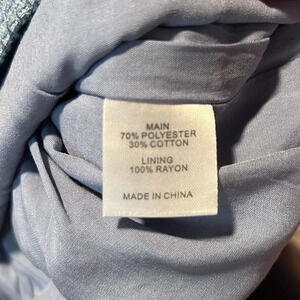 MAIN
70% POLYESTER
30% COTTON
LINING
100% RAYON
MADE IN CHINA